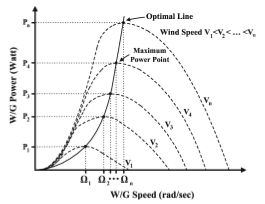 Optimal Line
Wind Speed V1<V2< ... <Vn
Maximum
Power Point
W/G Power (Watt)
Pn
P4
P3
P2
P1
Vn
V4
V3
V2
V1
Ω1 Ω2 ••• Ωn
W/G Speed (rad/sec)